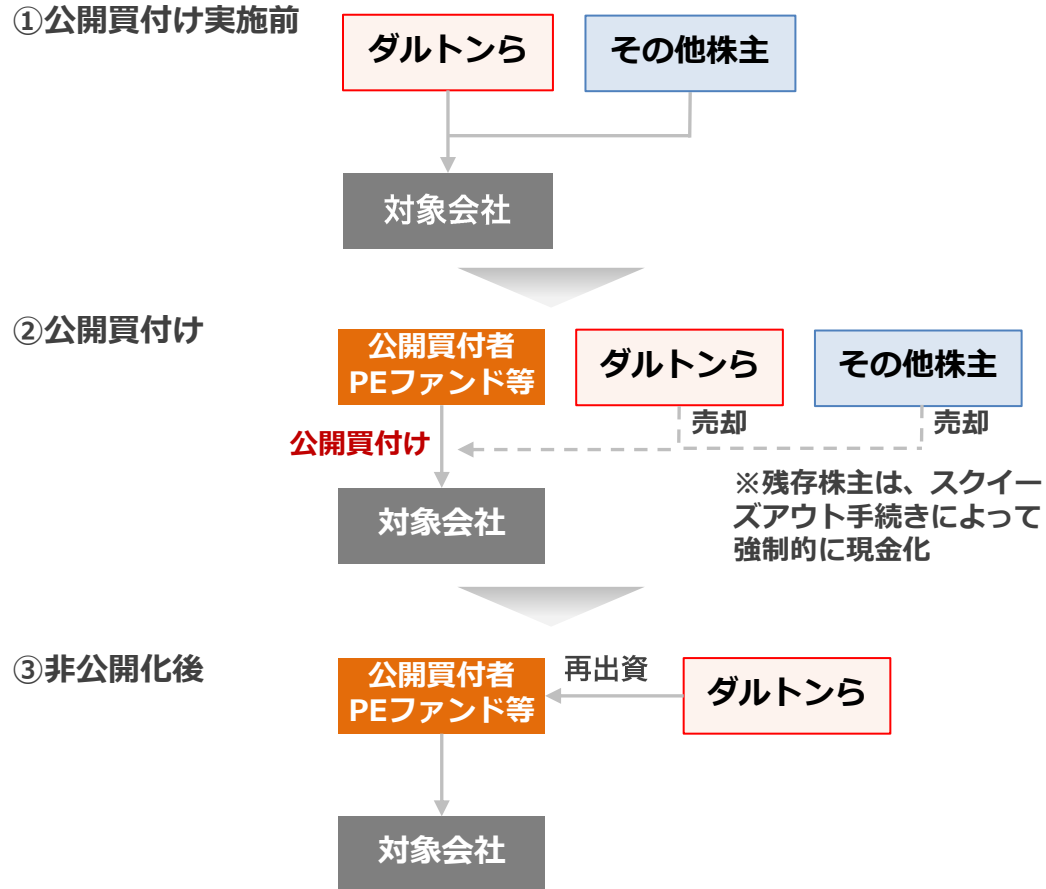 ①公開買付け実施前
ダルトンら
その他株主
対象会社
②公開買付け
公開買付者
PEファンド等
ダルトンら
その他株主
売却
売却
公開買付け
※残存株主は、スクイー
ズアウト手続きによって
強制的に現金化
対象会社
③非公開化後
公開買付者
PEファンド等
再出資
ダルトンら
対象会社